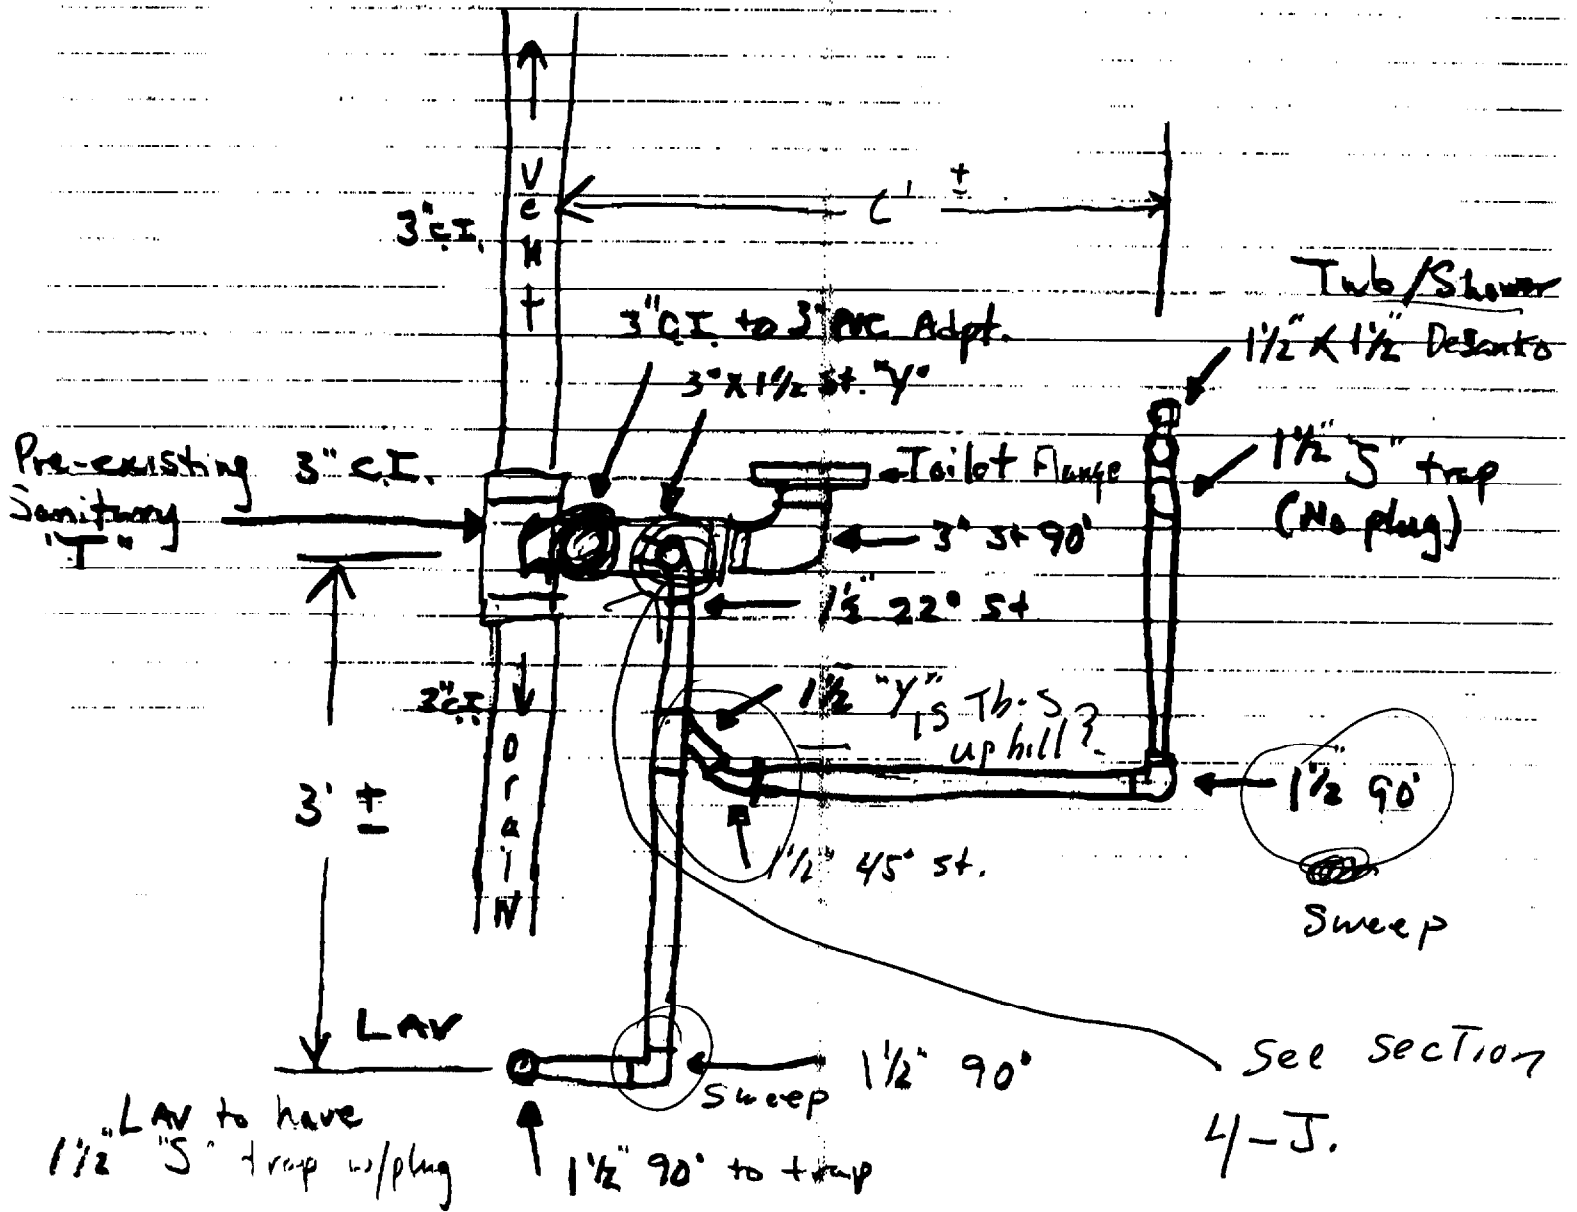 Vent
6' ±
3" C.I.
Tub/Shower
3" C.I. to 3" PVC Adpt.
1½" X 1½" Desanko
3" X 1½ St. "Y"
Pre-existing 3" C.I.
Sanitary
"T"
Toilet Flange
1½" "J" trap
(No plug)
3" St 90°
1½" 22° St
3" C.I.
Drain
1½ "Y"
is This
uphill?
3' ±
1½" 90°
Sweep
1½" 45° St.
LAV
1½" 90°
Sweep
See Section
4-J.
LAV to have
1½" "J" trap w/plug
1½" 90° to trap